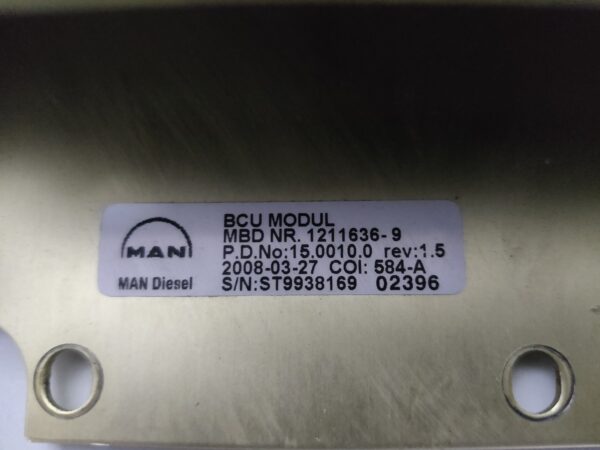 BCU MODUL
MBD NR. 1211636-9
MAN
P.D.No:15.0010.0 rev:1.5
2008-03-27 COI: 584-A
MAN Diesel
S/N:ST9938169 02396